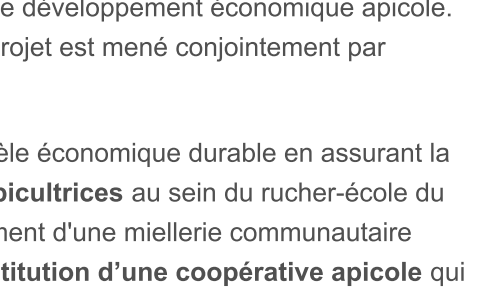 e développement économique apicole.
rojet est mené conjointement par
èle économique durable en assurant la
picultrices au sein du rucher-école du
ment d'une miellerie communautaire
titution d’une coopérative apicole qui